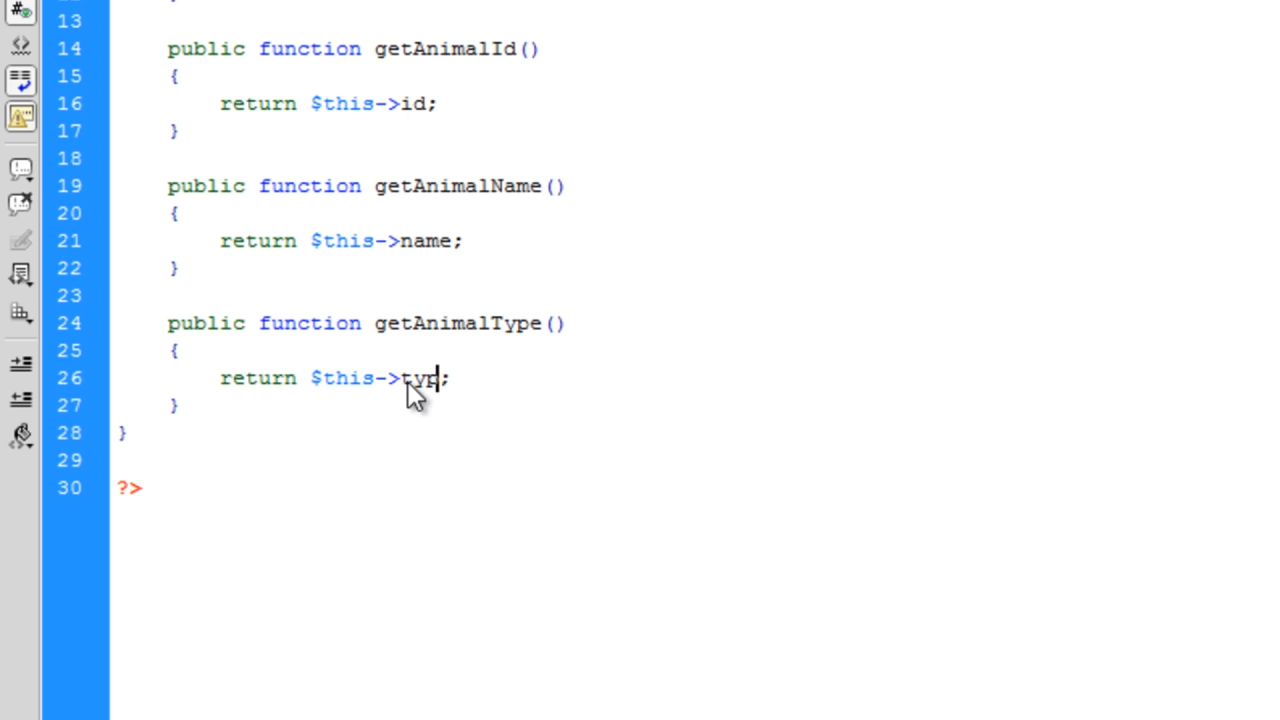 13
14 public function getAnimalId()
15 {
16 return $this->id;
17 }
18
19 public function getAnimalName()
20 {
21 return $this->name;
22 }
23
24 public function getAnimalType()
25 {
26 return $this->typ;
27 }
28 }
29
30 ?>